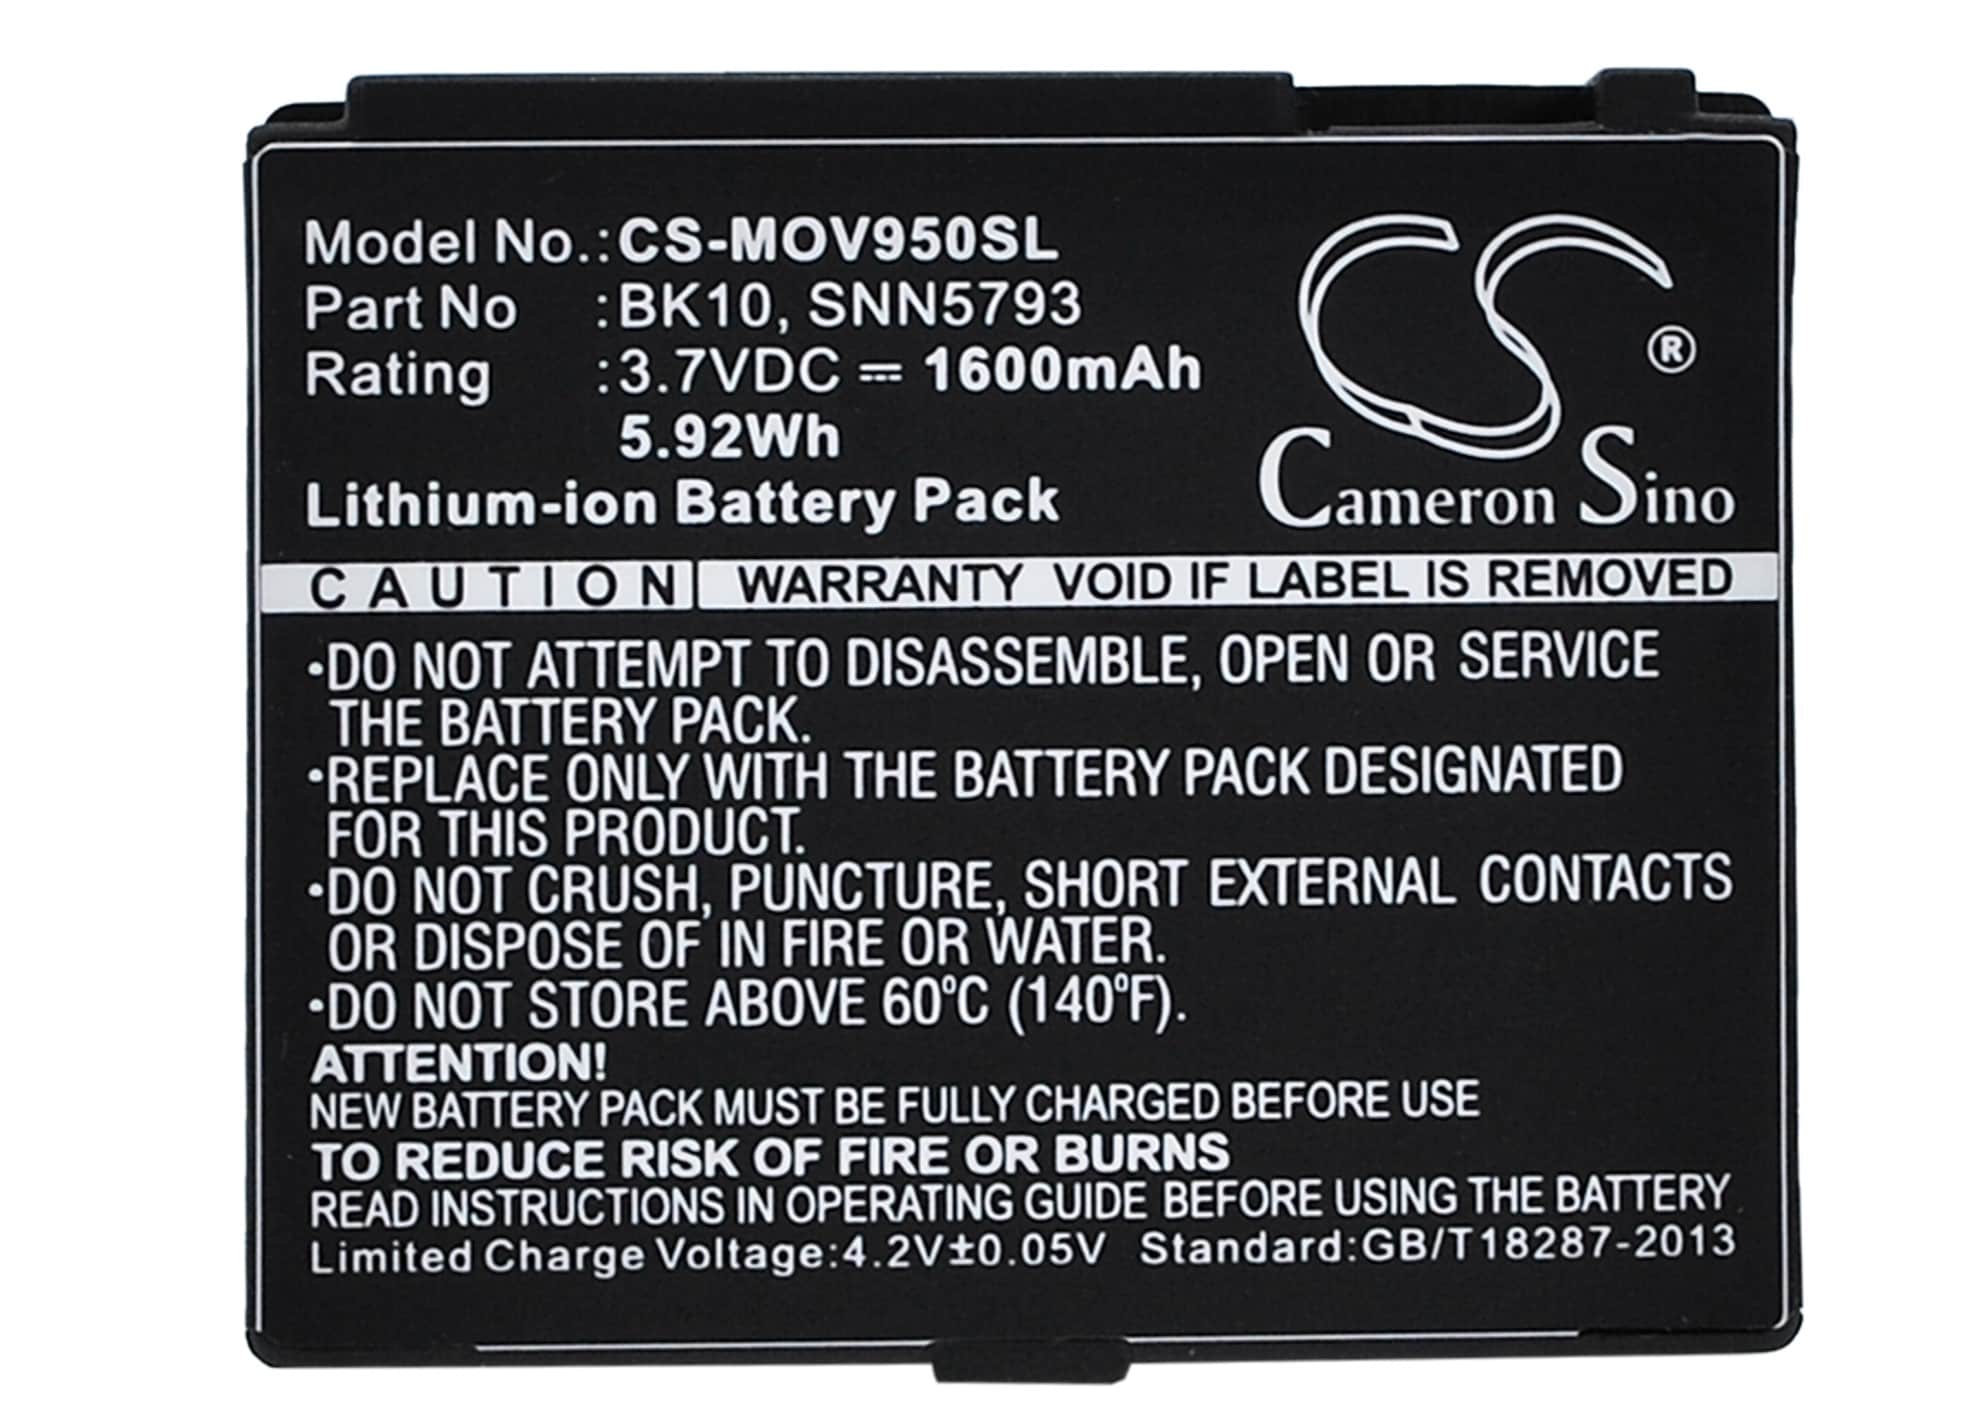 Model No.:CS-MOV950SL
Part No :BK10, SNN5793
Rating :3.7VDC ⎓ 1600mAh
5.92Wh
Lithium-ion Battery Pack
®
Cameron Sino
CAUTION WARRANTY VOID IF LABEL IS REMOVED
•DO NOT ATTEMPT TO DISASSEMBLE, OPEN OR SERVICE
THE BATTERY PACK.
•REPLACE ONLY WITH THE BATTERY PACK DESIGNATED
FOR THIS PRODUCT.
•DO NOT CRUSH, PUNCTURE, SHORT EXTERNAL CONTACTS
OR DISPOSE OF IN FIRE OR WATER.
•DO NOT STORE ABOVE 60°C (140°F).
ATTENTION!
NEW BATTERY PACK MUST BE FULLY CHARGED BEFORE USE
TO REDUCE RISK OF FIRE OR BURNS
READ INSTRUCTIONS IN OPERATING GUIDE BEFORE USING THE BATTERY
Limited Charge Voltage:4.2V±0.05V Standard:GB/T18287-2013